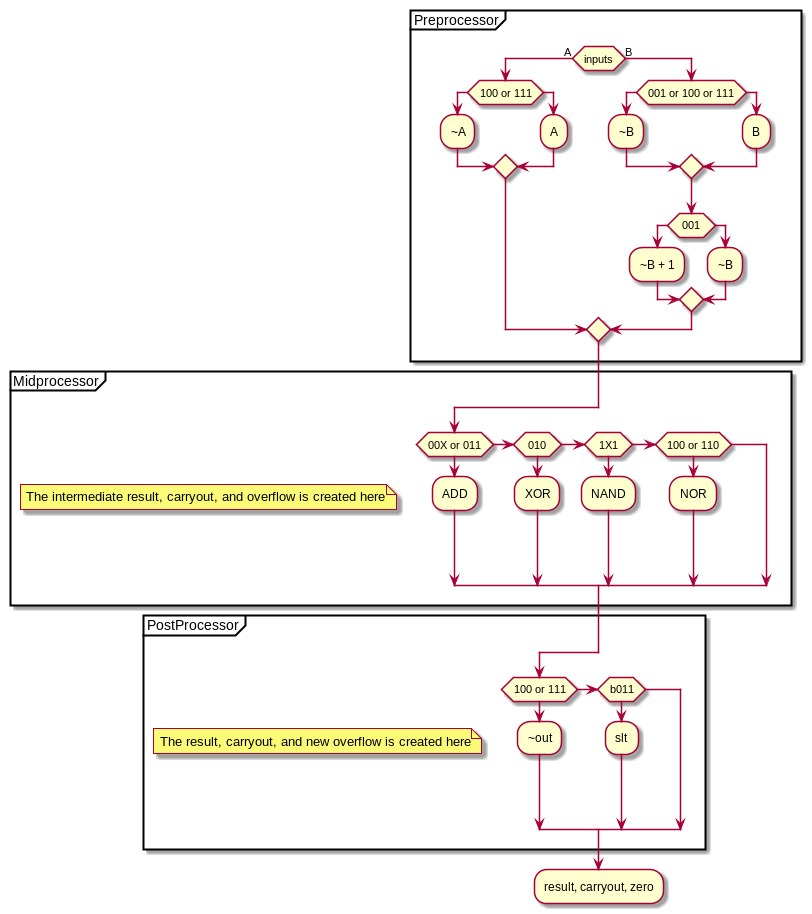 Preprocessor
A
inputs
B
100 or 111
001 or 100 or 111
~A
A
~B
B
001
~B + 1
~B
Midprocessor
00X or 011
010
1X1
100 or 110
The intermediate result, carryout, and overflow is created here
ADD
XOR
NAND
NOR
PostProcessor
100 or 111
b011
The result, carryout, and new overflow is created here
~out
slt
result, carryout, zero